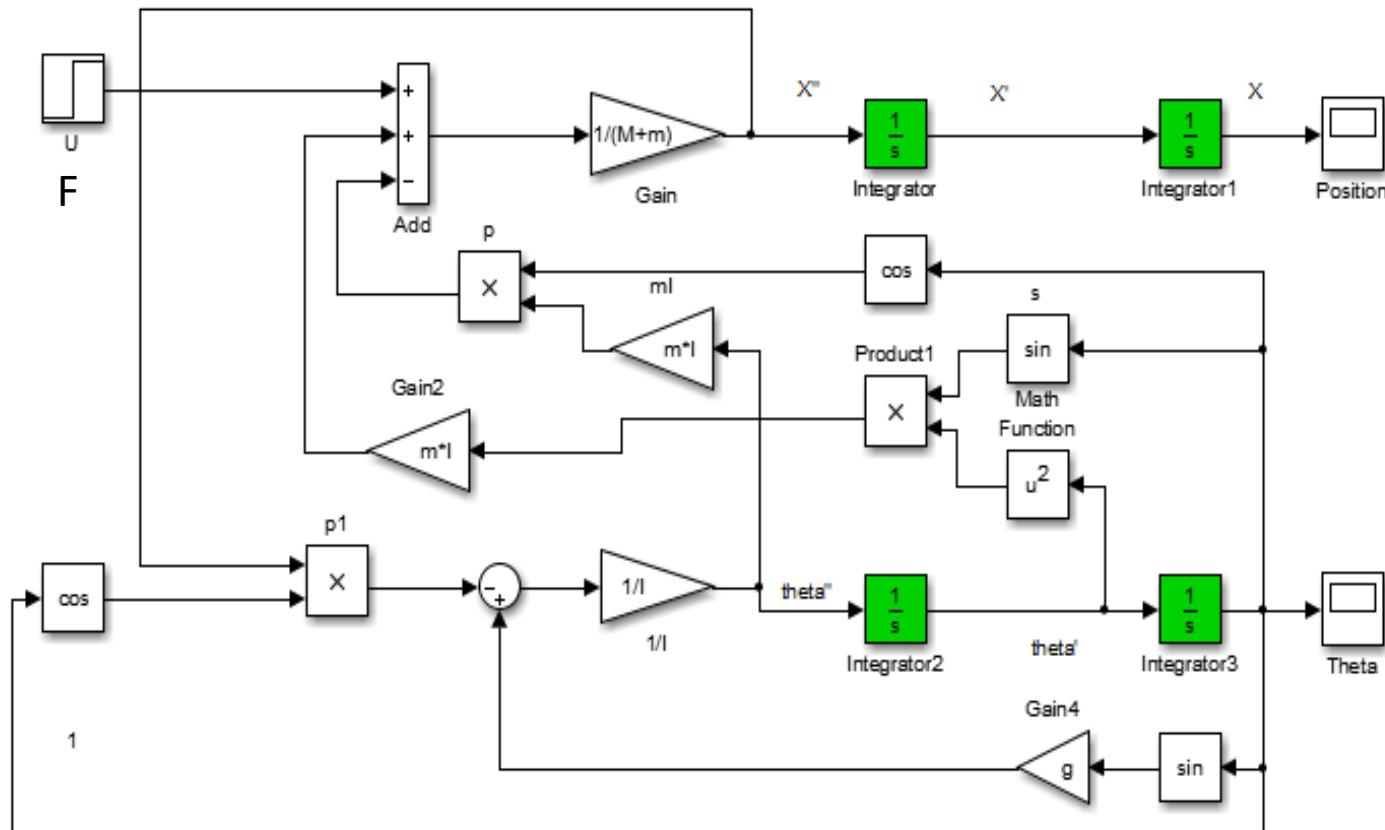 U
F
+
+
−
Add
1/(M+m)
Gain
X''
1
s
Integrator
X'
1
s
Integrator1
X
Position
p
X
ml
m*l
cos
s
sin
Math
Function
Product1
X
u2
Gain2
m*l
p1
X
cos
1
−
+
1/l
1/l
theta''
1
s
Integrator2
theta'
1
s
Integrator3
Theta
Gain4
g
sin